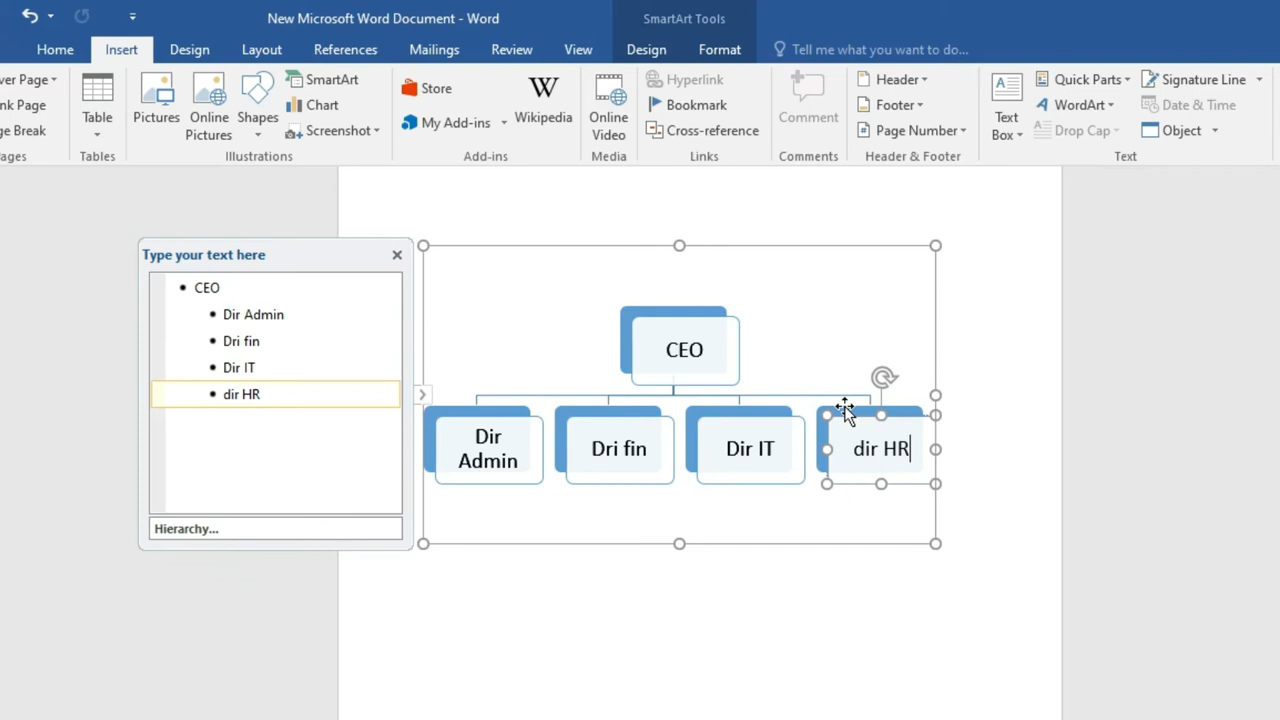 New Microsoft Word Document - Word
SmartArt Tools
Home Insert Design Layout References Mailings Review View Design Format Tell me what you want to do...
ver Page
nk Page
ge Break
ages
Table
Tables
Pictures
Online Pictures
Shapes
SmartArt
Chart
Screenshot
Illustrations
Store
My Add-ins
W
Wikipedia
Add-ins
Online Video
Media
Hyperlink
Bookmark
Cross-reference
Links
Comment
Comments
Header
Footer
Page Number
Header & Footer
Text Box
Quick Parts
WordArt
Drop Cap
Signature Line
Date & Time
Object
Text
Type your text here
CEO
Dir Admin
Dri fin
Dir IT
dir HR
Hierarchy...
CEO
Dir
Admin
Dri fin
Dir IT
dir HR